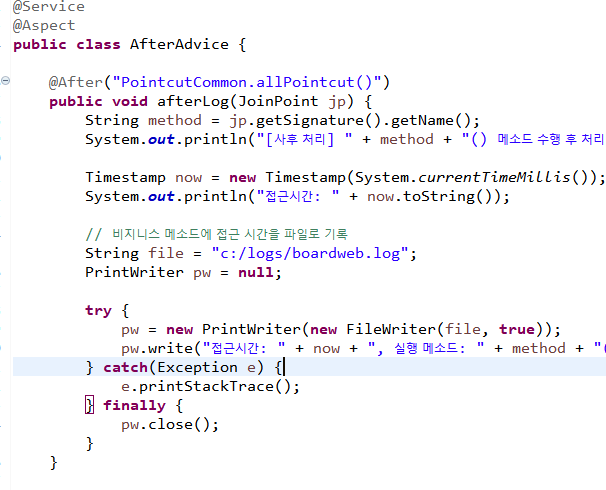 @Service
@Aspect
public class AfterAdvice {
@After("PointcutCommon.allPointcut()")
public void afterLog(JoinPoint jp) {
String method = jp.getSignature().getName();
System.out.println("[사후 처리] " + method + "() 메소드 수행 후 처리
Timestamp now = new Timestamp(System.currentTimeMillis());
System.out.println("접근시간: " + now.toString());
// 비지니스 메소드에 접근 시간을 파일로 기록
String file = "c:/logs/boardweb.log";
PrintWriter pw = null;
try {
pw = new PrintWriter(new FileWriter(file, true));
pw.write("접근시간: " + now + ", 실행 메소드: " + method + "(
} catch(Exception e) {
e.printStackTrace();
} finally {
pw.close();
}
}